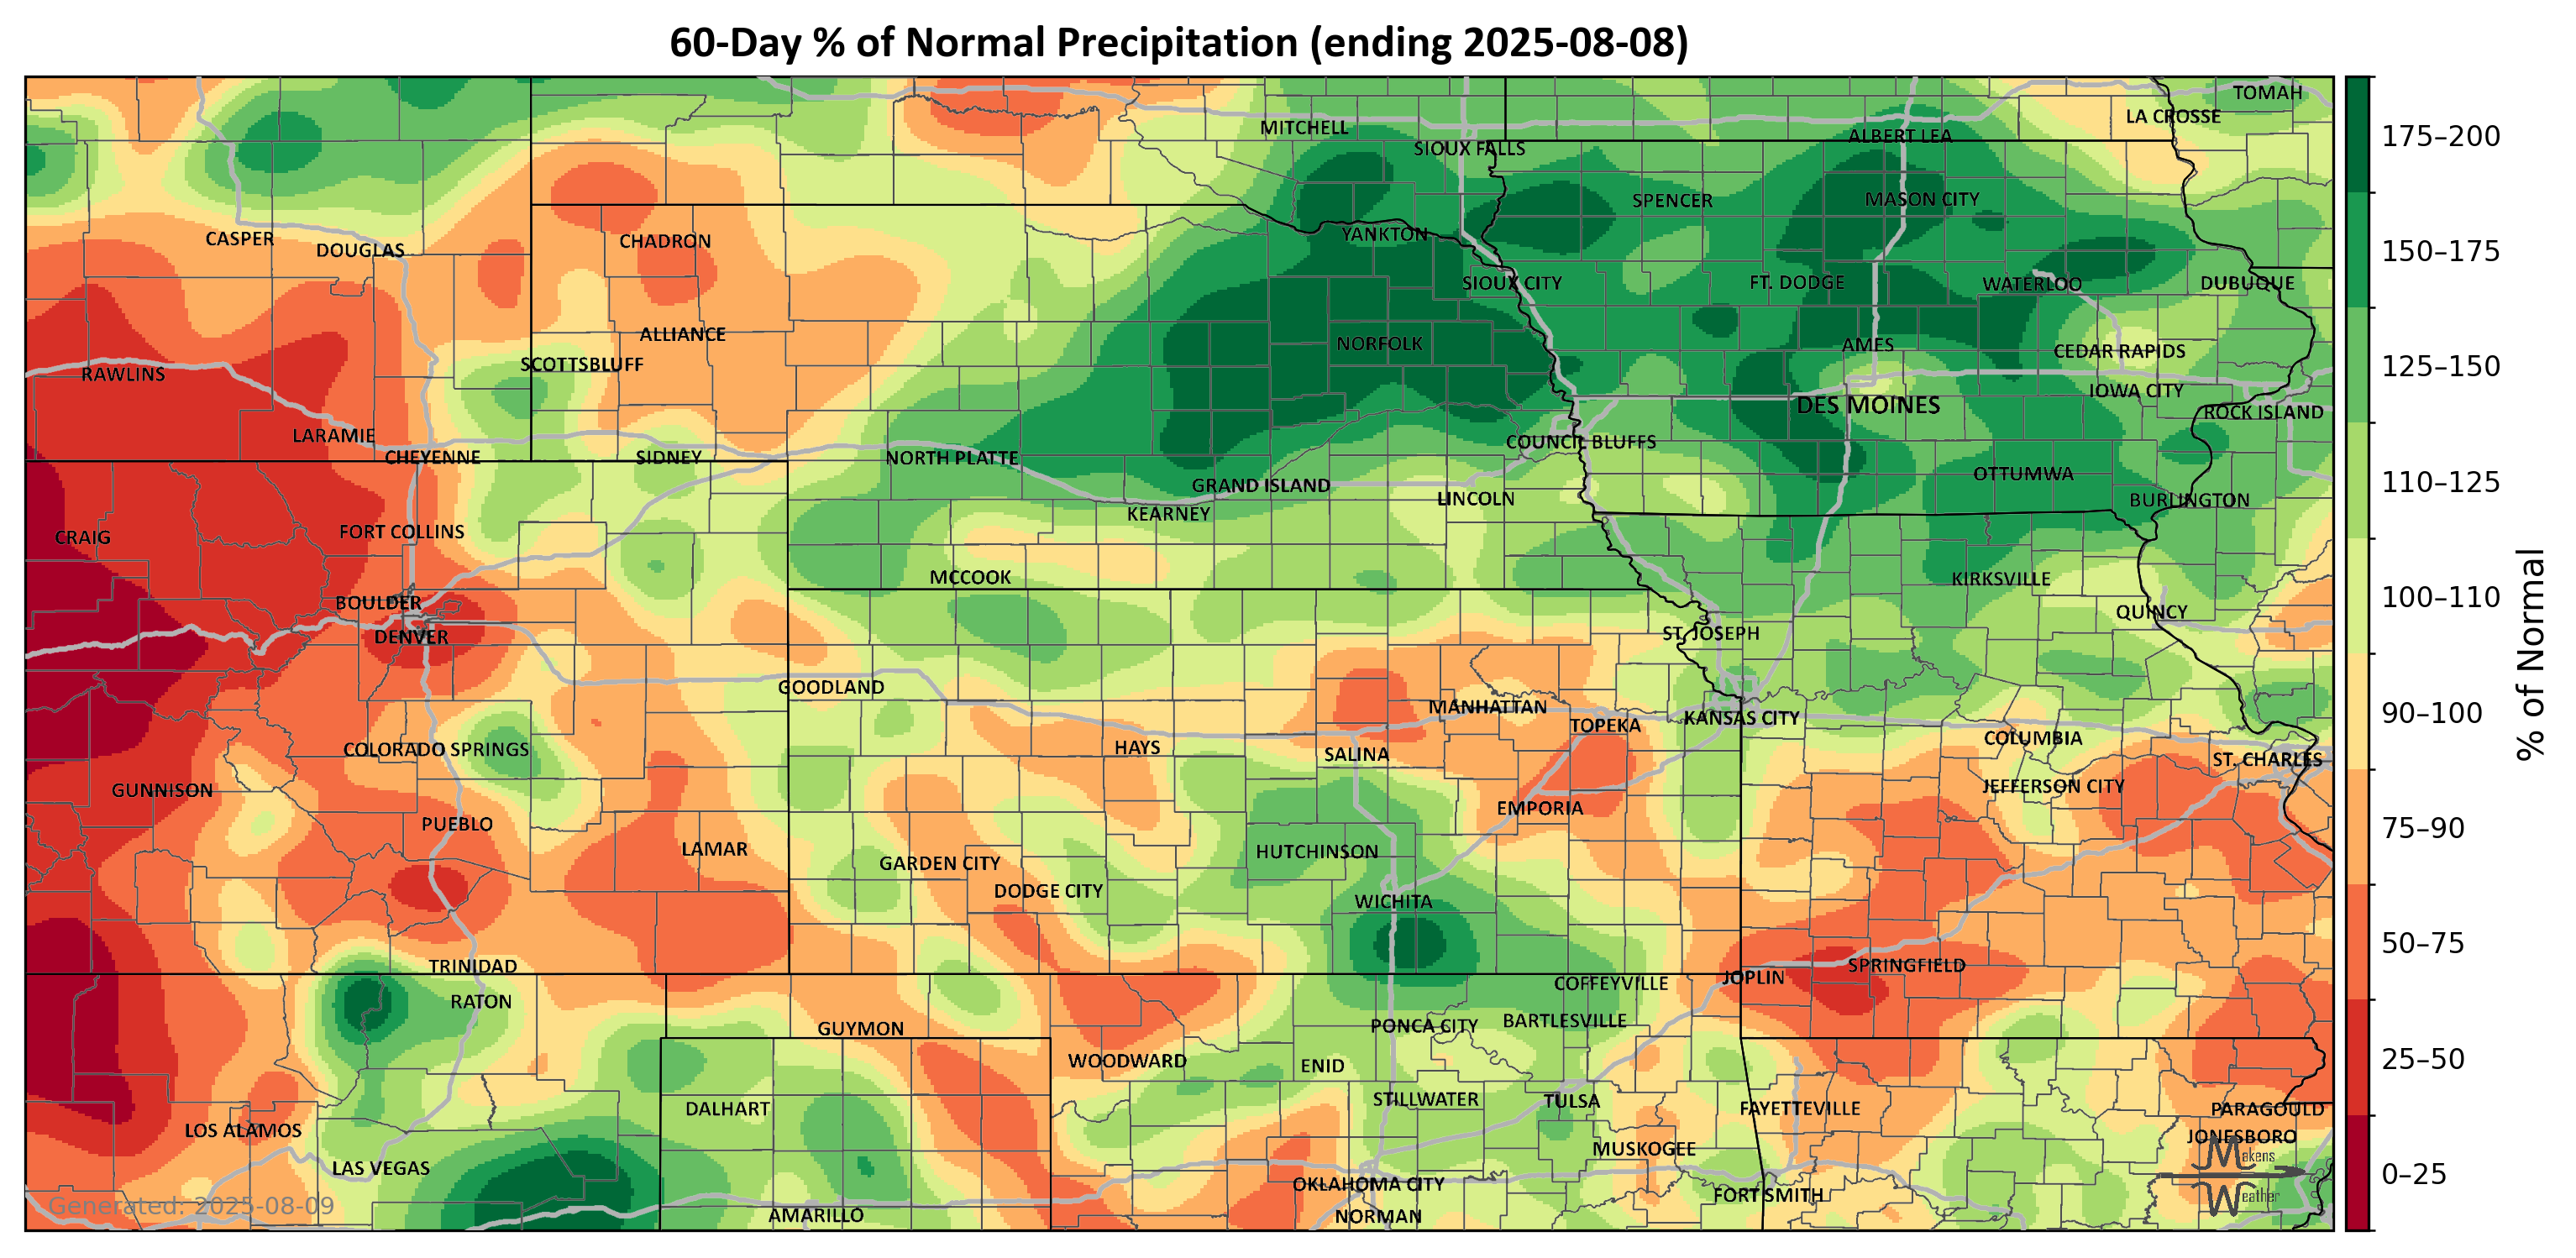 60-Day % of Normal Precipitation (ending 2025-08-08)
TOMAH
LA CROSSE
MITCHELL
ALBERT LEA
SIOUX FALLS
SPENCER
MASON CITY
YANKTON
CASPER
CHADRON
DOUGLAS
SIOUX CITY
FT. DODGE
WATERLOO
DUBUQUE
ALLIANCE
NORFOLK
AMES
CEDAR RAPIDS
SCOTTSBLUFF
RAWLINS
IOWA CITY
DES MOINES
ROCK ISLAND
LARAMIE
COUNCIL BLUFFS
CHEYENNE
SIDNEY
NORTH PLATTE
OTTUMWA
GRAND ISLAND
LINCOLN
BURLINGTON
KEARNEY
FORT COLLINS
CRAIG
MCCOOK
KIRKSVILLE
BOULDER
QUINCY
DENVER
ST. JOSEPH
GOODLAND
MANHATTAN
KANSAS CITY
TOPEKA
COLUMBIA
COLORADO SPRINGS
HAYS
SALINA
ST. CHARLES
GUNNISON
JEFFERSON CITY
EMPORIA
PUEBLO
LAMAR
HUTCHINSON
GARDEN CITY
DODGE CITY
WICHITA
TRINIDAD
SPRINGFIELD
JOPLIN
COFFEYVILLE
RATON
GUYMON
PONCA CITY
BARTLESVILLE
WOODWARD
ENID
STILLWATER
TULSA
DALHART
FAYETTEVILLE
PARAGOULD
LOS ALAMOS
JONESBORO
MUSKOGEE
LAS VEGAS
OKLAHOMA CITY
FORT SMITH
AMARILLO
NORMAN
Makens
Weather
Generated: 2025-08-09
175–200
150–175
125–150
110–125
100–110
90–100
75–90
50–75
25–50
0–25
% of Normal